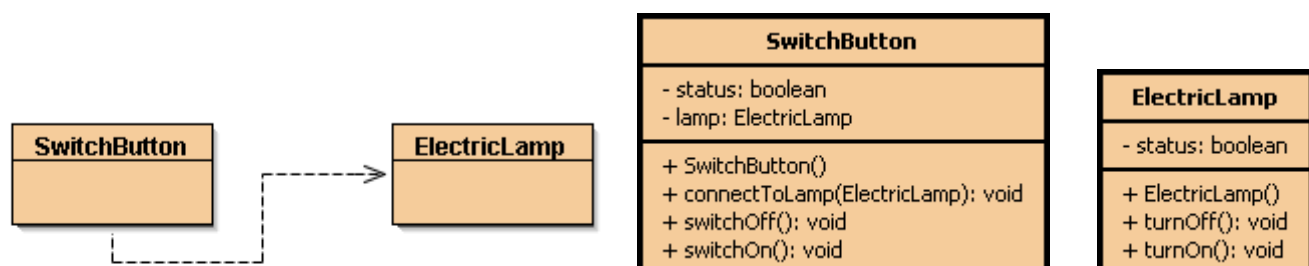 SwitchButton
ElectricLamp
SwitchButton
- status: boolean
- lamp: ElectricLamp
+ SwitchButton()
+ connectToLamp(ElectricLamp): void
+ switchOff(): void
+ switchOn(): void
ElectricLamp
- status: boolean
+ ElectricLamp()
+ turnOff(): void
+ turnOn(): void